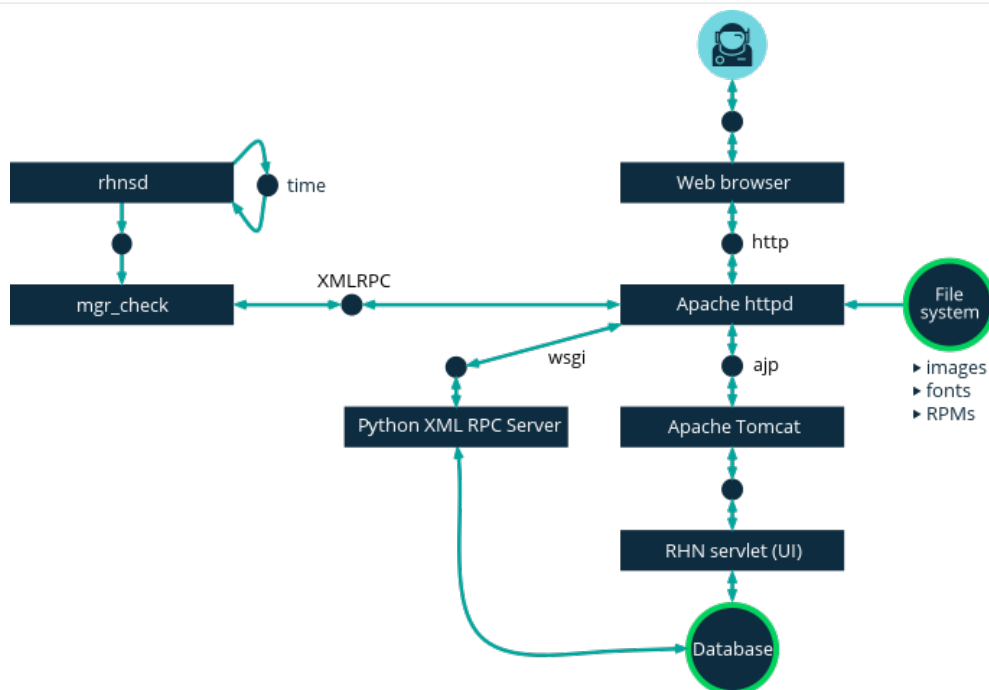 rhnsd
time
Web browser
http
XMLRPC
mgr_check
Apache httpd
File
system
wsgi
ajp
images
fonts
RPMs
Python XML RPC Server
Apache Tomcat
RHN servlet (UI)
Database